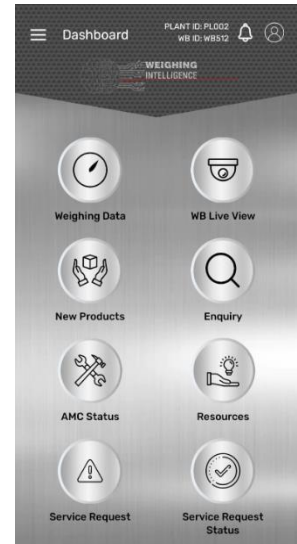 Dashboard
PLANT ID: PL002
WB ID: WB512
WEIGHING
INTELLIGENCE
Weighing Data
WB Live View
New Products
Enquiry
AMC Status
Resources
Service Request
Service Request
Status